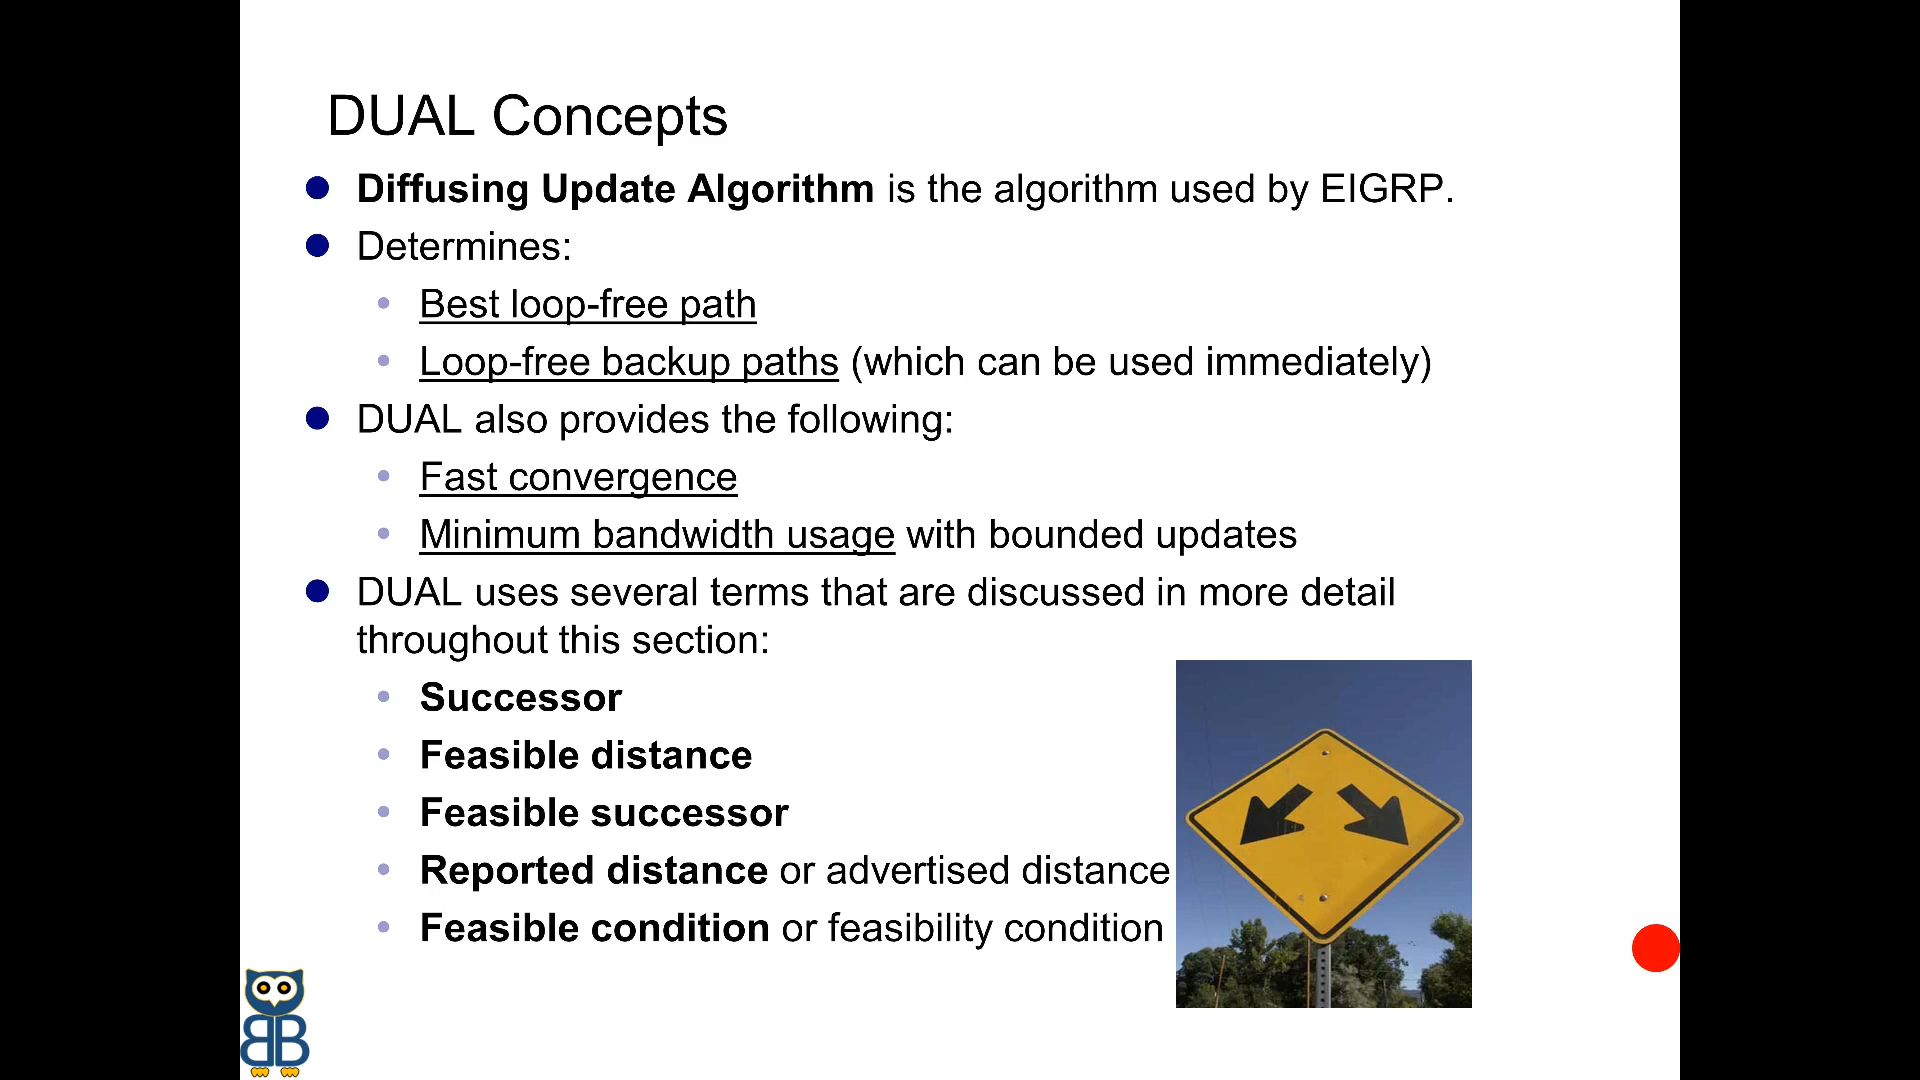 DUAL Concepts
Diffusing Update Algorithm is the algorithm used by EIGRP.
Determines:
Best loop-free path
Loop-free backup paths (which can be used immediately)
DUAL also provides the following:
Fast convergence
Minimum bandwidth usage with bounded updates
DUAL uses several terms that are discussed in more detail
throughout this section:
Successor
Feasible distance
Feasible successor
Reported distance or advertised distance
Feasible condition or feasibility condition
BB